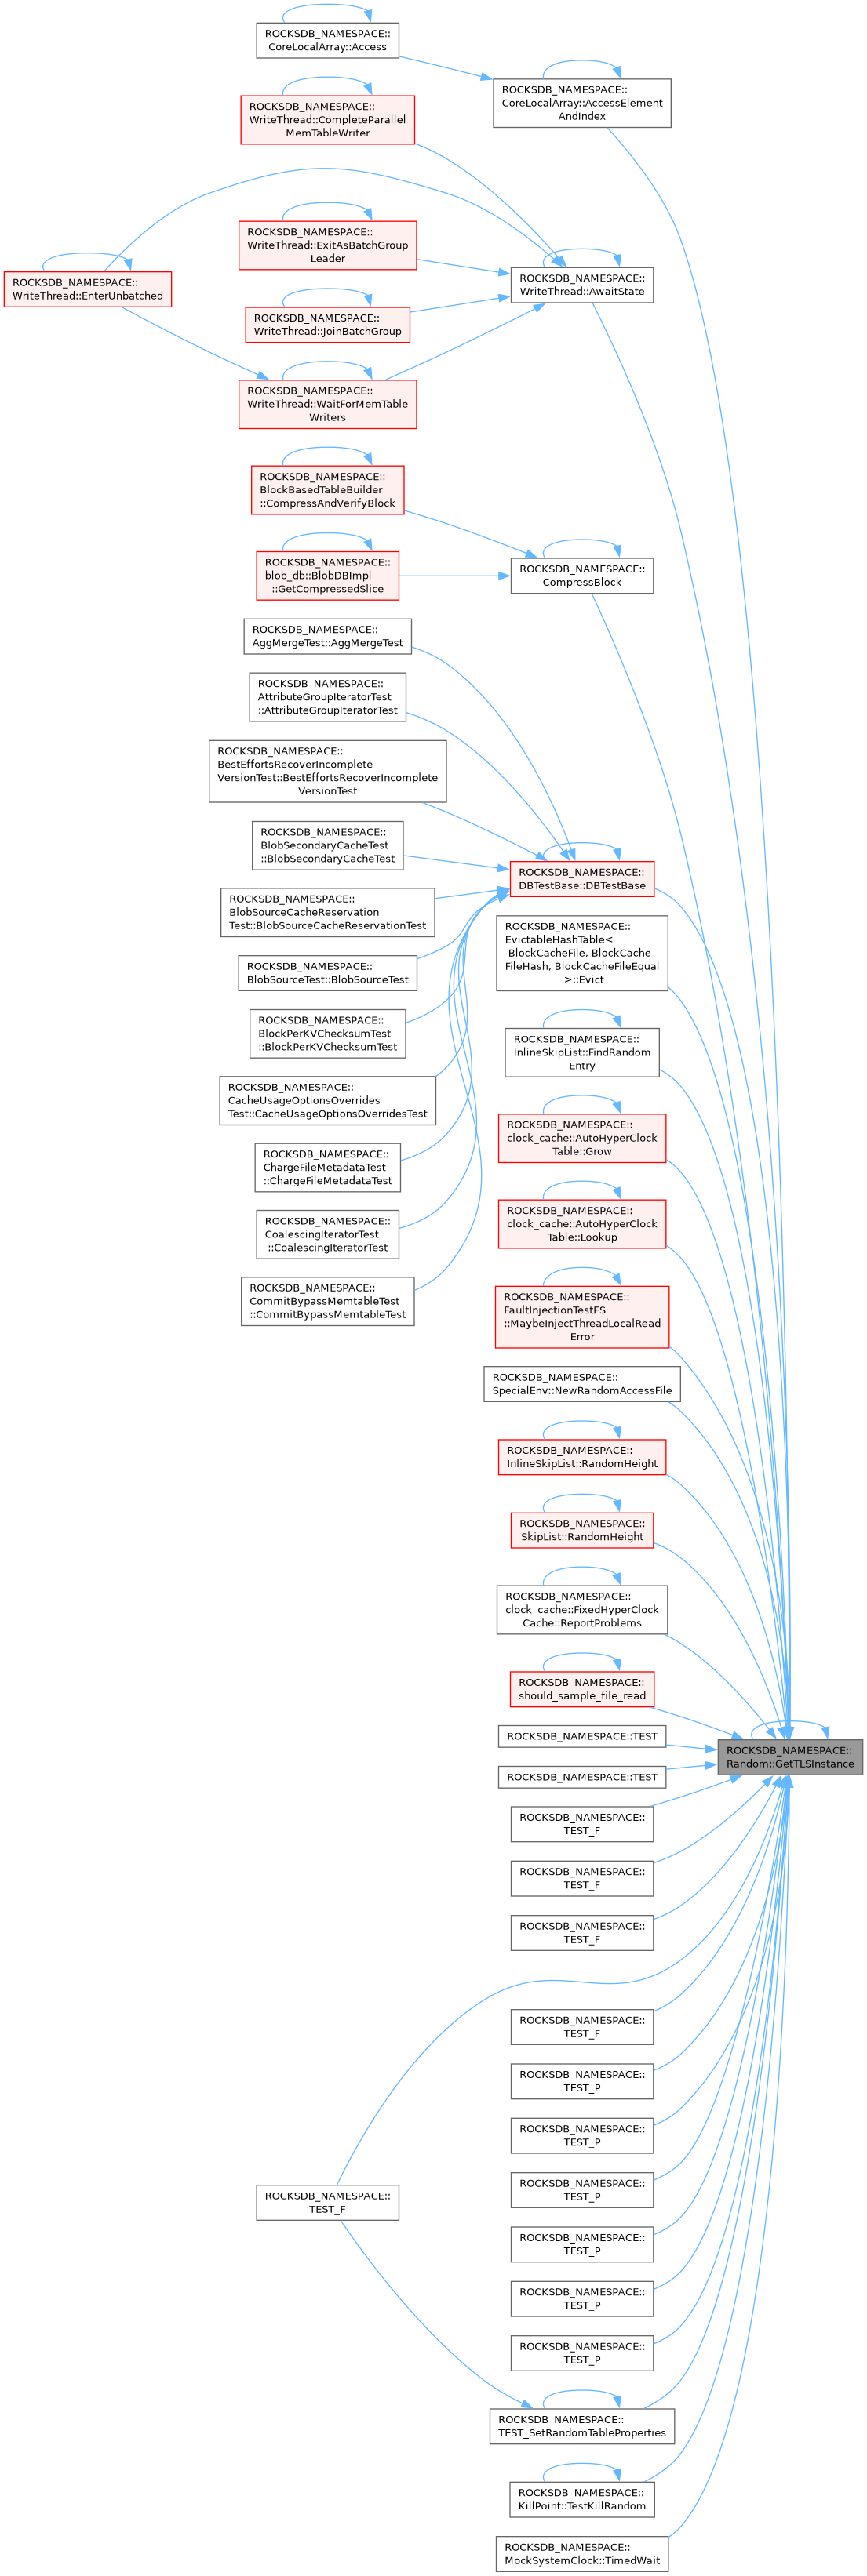 ROCKSDB_NAMESPACE::
CoreLocalArray::Access
ROCKSDB_NAMESPACE::
CoreLocalArray::AccessElement
AndIndex
ROCKSDB_NAMESPACE::
WriteThread::CompleteParallel
MemTableWriter
ROCKSDB_NAMESPACE::
WriteThread::ExitAsBatchGroup
Leader
ROCKSDB_NAMESPACE::
WriteThread::EnterUnbatched
ROCKSDB_NAMESPACE::
WriteThread::AwaitState
ROCKSDB_NAMESPACE::
WriteThread::JoinBatchGroup
ROCKSDB_NAMESPACE::
WriteThread::WaitForMemTable
Writers
ROCKSDB_NAMESPACE::
BlockBasedTableBuilder
::CompressAndVerifyBlock
ROCKSDB_NAMESPACE::
blob_db::BlobDBImpl
::GetCompressedSlice
ROCKSDB_NAMESPACE::
CompressBlock
ROCKSDB_NAMESPACE::
AggMergeTest::AggMergeTest
ROCKSDB_NAMESPACE::
AttributeGroupIteratorTest
::AttributeGroupIteratorTest
ROCKSDB_NAMESPACE::
BestEffortsRecoverIncomplete
VersionTest::BestEffortsRecoverIncomplete
VersionTest
ROCKSDB_NAMESPACE::
BlobSecondaryCacheTest
::BlobSecondaryCacheTest
ROCKSDB_NAMESPACE::
DBTestBase::DBTestBase
ROCKSDB_NAMESPACE::
BlobSourceCacheReservation
Test::BlobSourceCacheReservationTest
ROCKSDB_NAMESPACE::
BlobSourceTest::BlobSourceTest
ROCKSDB_NAMESPACE::
EvictableHashTable<
BlockCacheFile, BlockCache
FileHash, BlockCacheFileEqual
>::Evict
ROCKSDB_NAMESPACE::
BlockPerKVChecksumTest
::BlockPerKVChecksumTest
ROCKSDB_NAMESPACE::
InlineSkipList::FindRandom
Entry
ROCKSDB_NAMESPACE::
CacheUsageOptionsOverrides
Test::CacheUsageOptionsOverridesTest
ROCKSDB_NAMESPACE::
clock_cache::AutoHyperClock
Table::Grow
ROCKSDB_NAMESPACE::
ChargeFileMetadataTest
::ChargeFileMetadataTest
ROCKSDB_NAMESPACE::
clock_cache::AutoHyperClock
Table::Lookup
ROCKSDB_NAMESPACE::
CoalescingIteratorTest
::CoalescingIteratorTest
ROCKSDB_NAMESPACE::
CommitBypassMemtableTest
::CommitBypassMemtableTest
ROCKSDB_NAMESPACE::
FaultInjectionTestFS
::MaybeInjectThreadLocalRead
Error
ROCKSDB_NAMESPACE::
SpecialEnv::NewRandomAccessFile
ROCKSDB_NAMESPACE::
InlineSkipList::RandomHeight
ROCKSDB_NAMESPACE::
SkipList::RandomHeight
ROCKSDB_NAMESPACE::
clock_cache::FixedHyperClock
Cache::ReportProblems
ROCKSDB_NAMESPACE::
should_sample_file_read
ROCKSDB_NAMESPACE::TEST
ROCKSDB_NAMESPACE::
Random::GetTLSInstance
ROCKSDB_NAMESPACE::TEST
ROCKSDB_NAMESPACE::
TEST_F
ROCKSDB_NAMESPACE::
TEST_F
ROCKSDB_NAMESPACE::
TEST_F
ROCKSDB_NAMESPACE::
TEST_F
ROCKSDB_NAMESPACE::
TEST_P
ROCKSDB_NAMESPACE::
TEST_P
ROCKSDB_NAMESPACE::
TEST_P
ROCKSDB_NAMESPACE::
TEST_F
ROCKSDB_NAMESPACE::
TEST_P
ROCKSDB_NAMESPACE::
TEST_P
ROCKSDB_NAMESPACE::
TEST_P
ROCKSDB_NAMESPACE::
TEST_SetRandomTableProperties
ROCKSDB_NAMESPACE::
KillPoint::TestKillRandom
ROCKSDB_NAMESPACE::
MockSystemClock::TimedWait